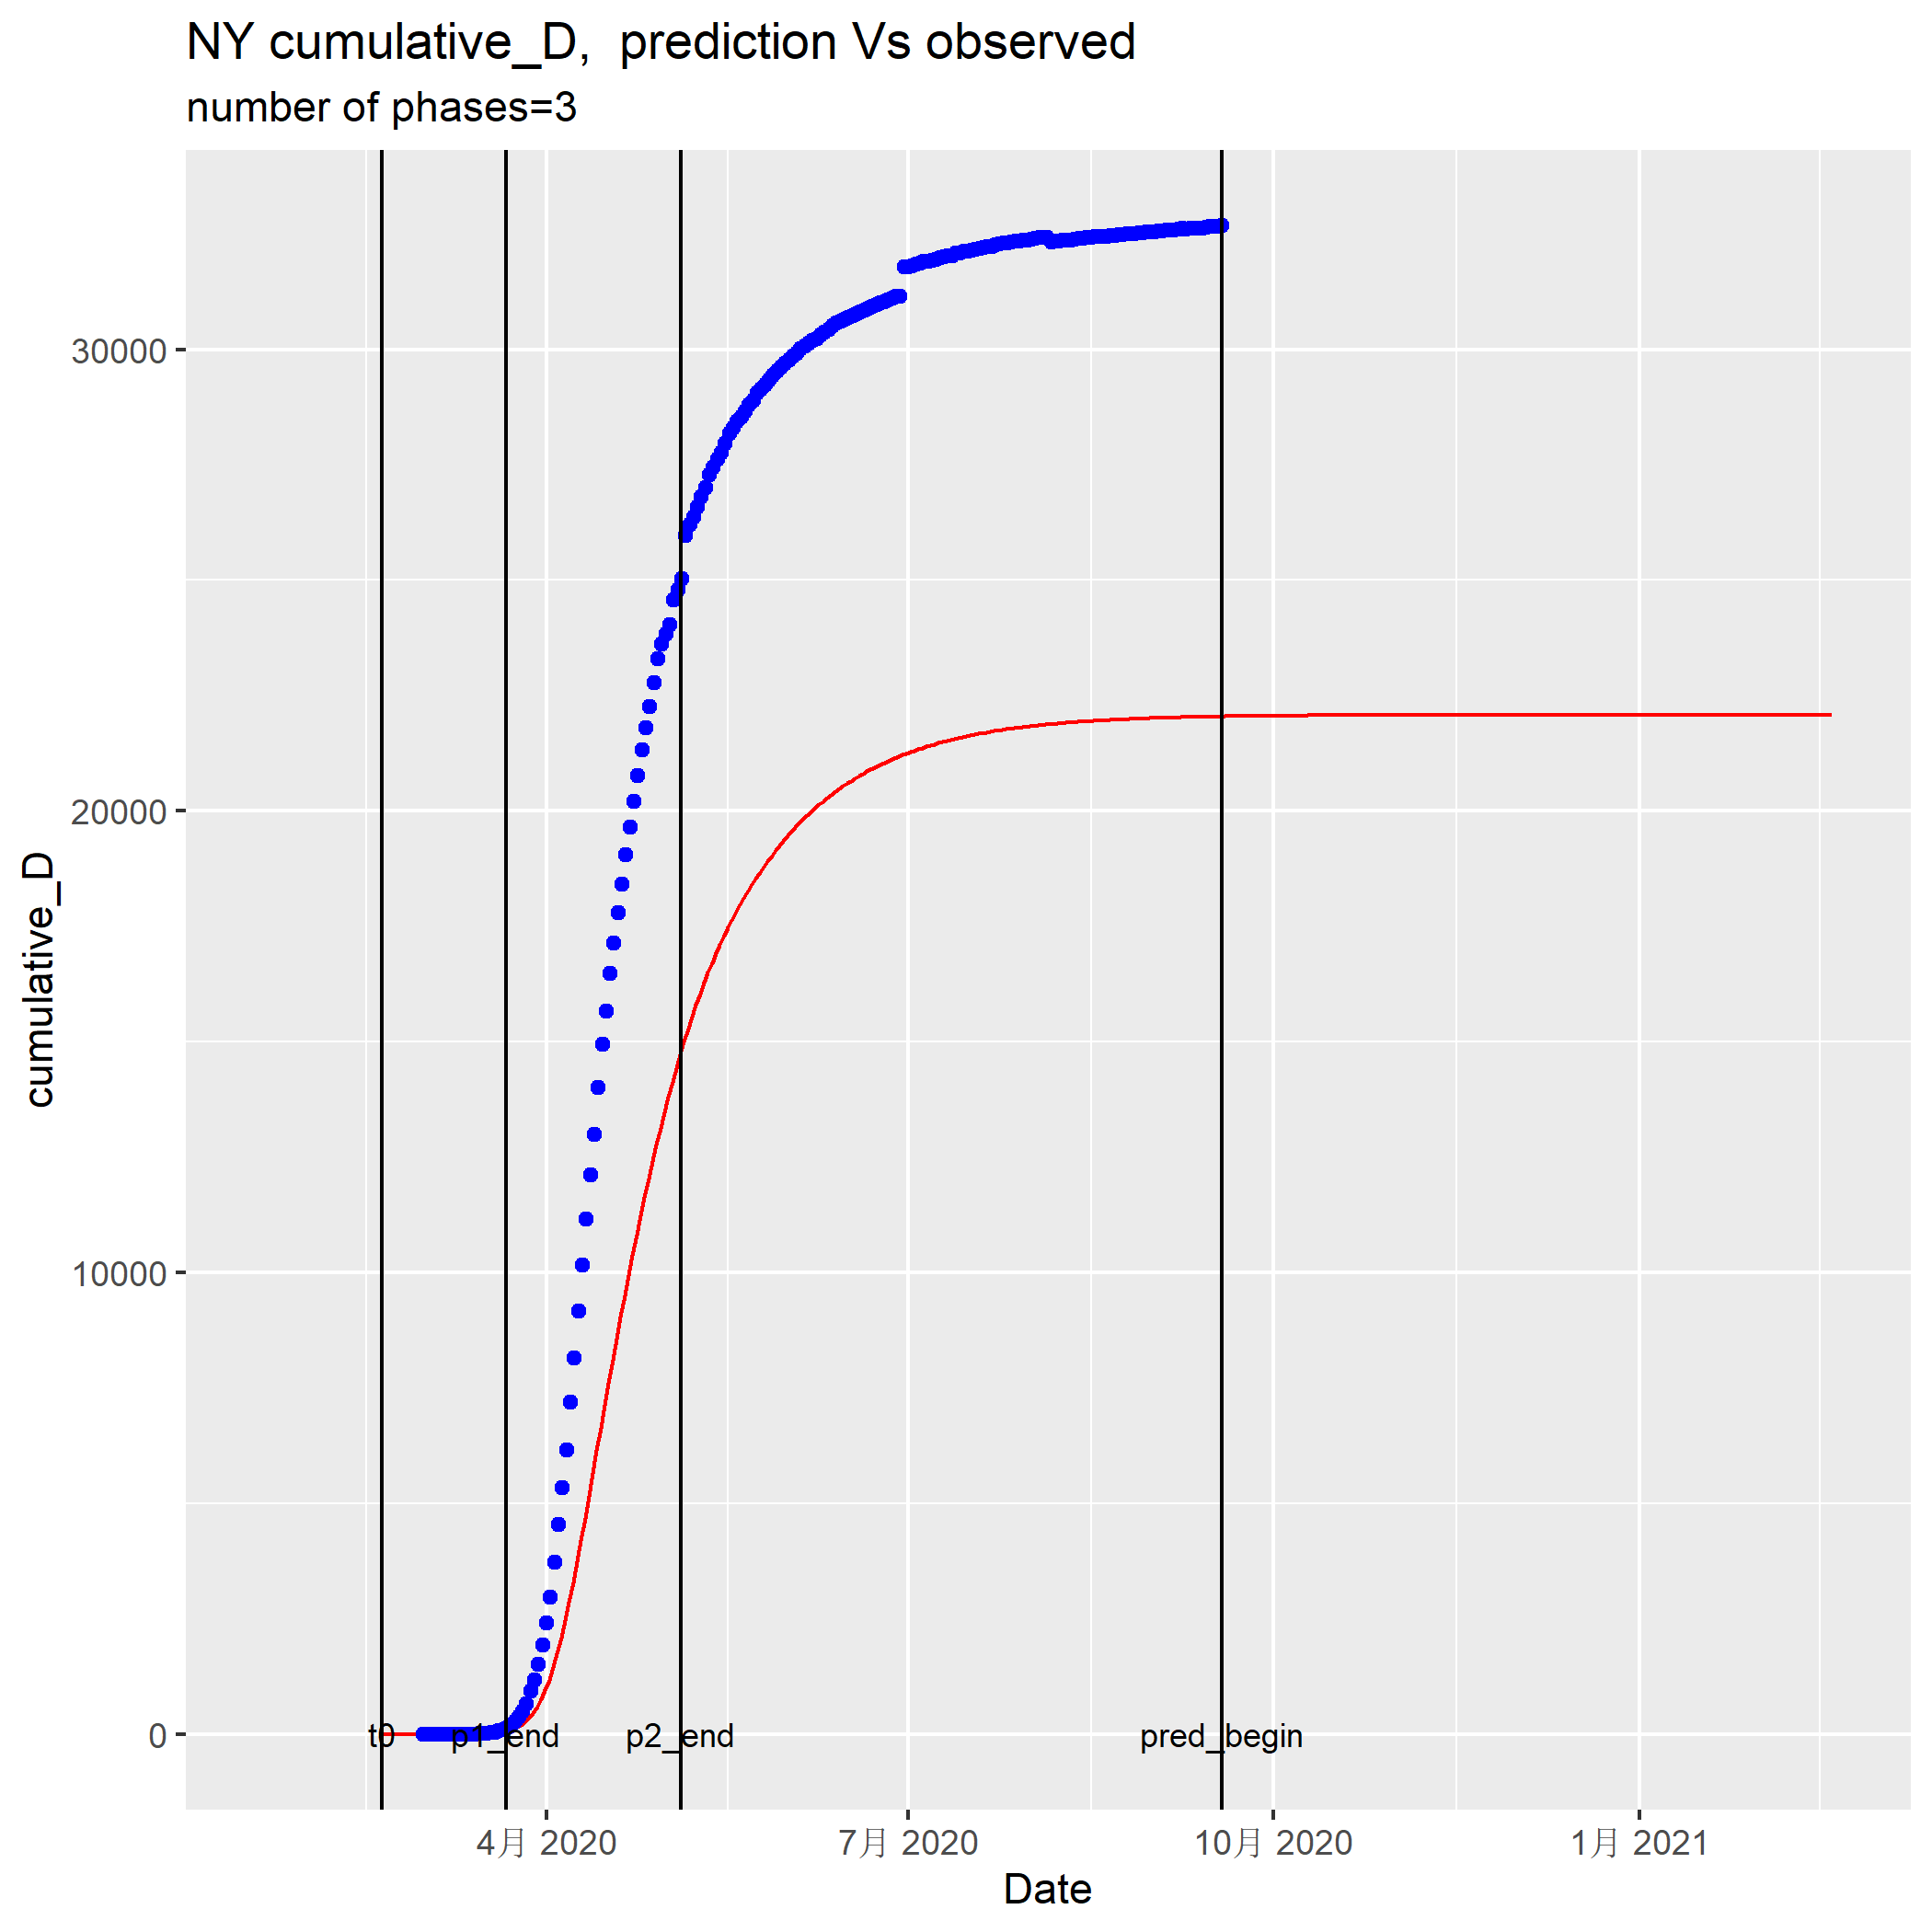 NY cumulative_D,  prediction Vs observed
number of phases=3
cumulative_D
30000
20000
10000
0
t0
p1_end
p2_end
pred_begin
4月 2020
7月 2020
10月 2020
1月 2021
Date